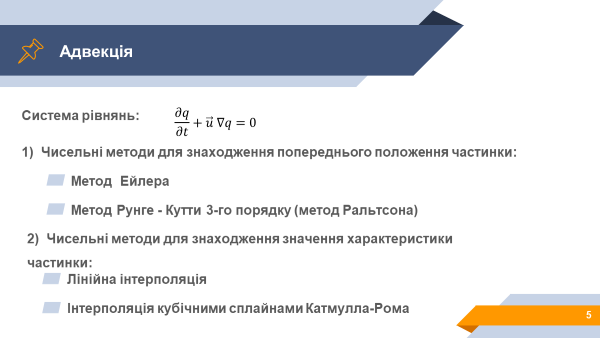 Адвекція
Система рівнянь: ∂q/∂t + u⃗ ∇q = 0
1) Чисельні методи для знаходження попереднього положення частинки:
Метод Ейлера
Метод Рунге - Кутти 3-го порядку (метод Ральтсона)
2) Чисельні методи для знаходження значення характеристики
частинки:
Лінійна інтерполяція
Інтерполяція кубічними сплайнами Катмулла-Рома
5